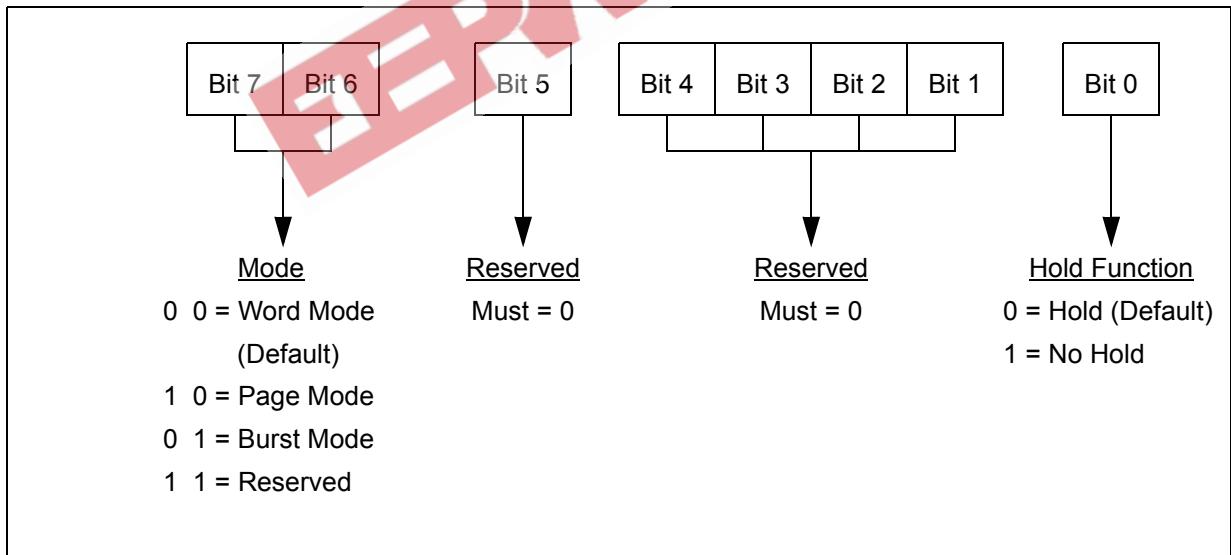 Bit 7 Bit 6 Bit 5 Bit 4 Bit 3 Bit 2 Bit 1 Bit 0
Mode
0 0 = Word Mode
(Default)
1 0 = Page Mode
0 1 = Burst Mode
1 1 = Reserved
Reserved
Must = 0
Reserved
Must = 0
Hold Function
0 = Hold (Default)
1 = No Hold